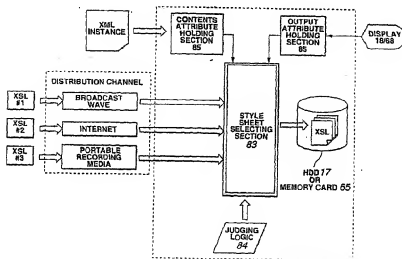 XML
INSTANCE
CONTENTS
ATTRIBUTE
HOLDING
SECTION
85
OUTPUT
ATTRIBUTE
HOLDING
SECTION
85
DISPLAY
18/68
DISTRIBUTION CHANNEL
XSL
#1
BROADCAST
WAVE
XSL
#2
INTERNET
XSL
#3
PORTABLE
RECORDING
MEDIA
STYLE
SHEET
SELECTING
SECTION
83
XSL
HDD 17
OR
MEMORY CARD 65
JUDGING
LOGIC
84